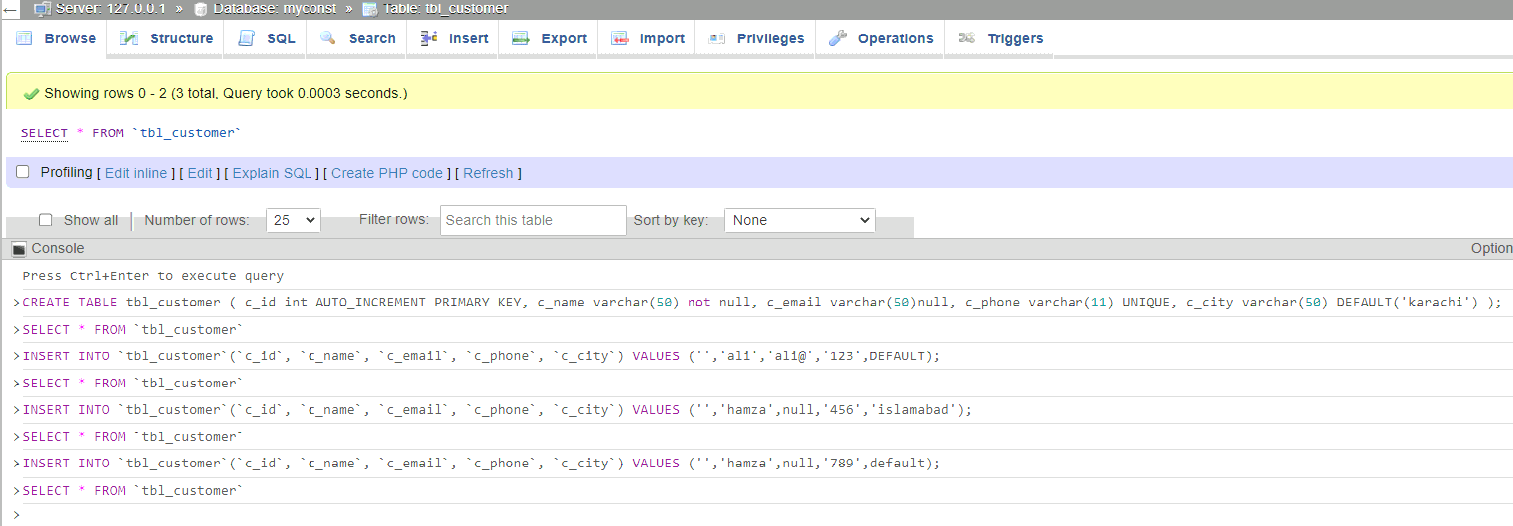 Server: 127.0.0.1 » Database: myconst » Table: tbl_customer
Browse Structure SQL Search Insert Export Import Privileges Operations Triggers
Showing rows 0 - 2 (3 total, Query took 0.0003 seconds.)
SELECT * FROM `tbl_customer`
Profiling [ Edit inline ] [ Edit ] [ Explain SQL ] [ Create PHP code ] [ Refresh ]
Show all | Number of rows: 25 Filter rows: Search this table Sort by key: None
Console Option
Press Ctrl+Enter to execute query
>CREATE TABLE tbl_customer ( c_id int AUTO_INCREMENT PRIMARY KEY, c_name varchar(50) not null, c_email varchar(50)null, c_phone varchar(11) UNIQUE, c_city varchar(50) DEFAULT('karachi') );
>SELECT * FROM `tbl_customer`
>INSERT INTO `tbl_customer`(`c_id`, `c_name`, `c_email`, `c_phone`, `c_city`) VALUES ('','ali','ali@','123',DEFAULT);
>SELECT * FROM `tbl_customer`
>INSERT INTO `tbl_customer`(`c_id`, `c_name`, `c_email`, `c_phone`, `c_city`) VALUES ('','hamza',null,'456','islamabad');
>SELECT * FROM `tbl_customer`
>INSERT INTO `tbl_customer`(`c_id`, `c_name`, `c_email`, `c_phone`, `c_city`) VALUES ('','hamza',null,'789',default);
>SELECT * FROM `tbl_customer`
>